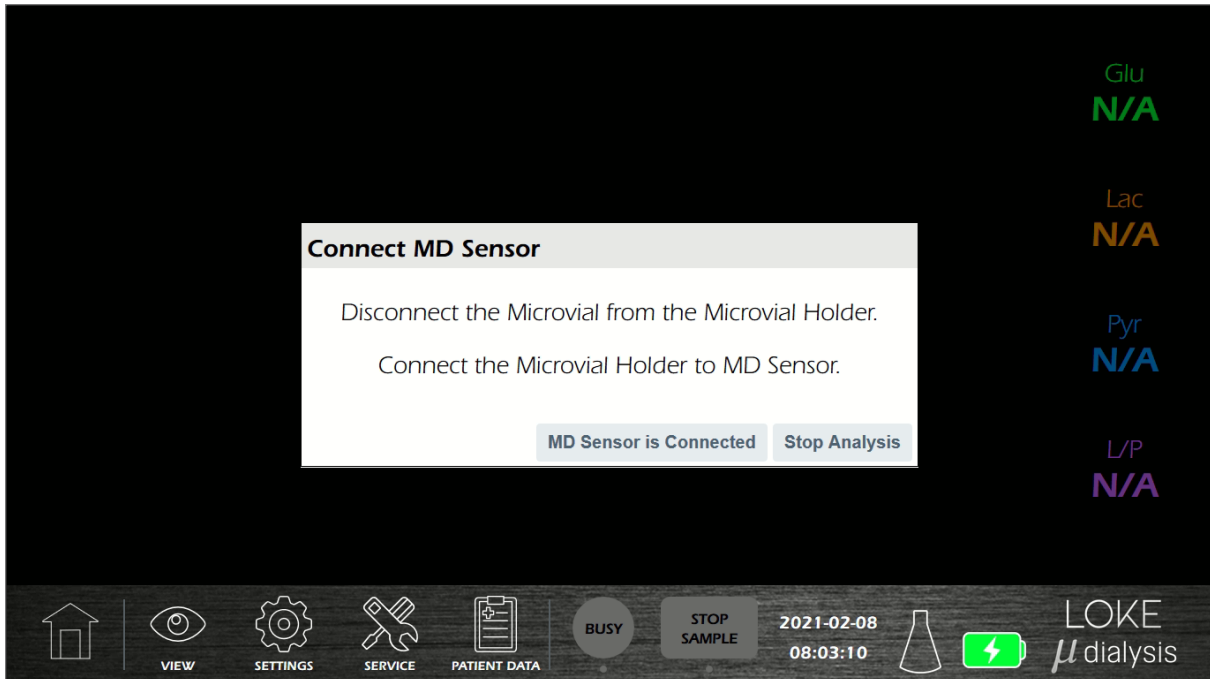 Glu
N/A
Lac
N/A
Connect MD Sensor
Disconnect the Microvial from the Microvial Holder.
Connect the Microvial Holder to MD Sensor.
Pyr
N/A
MD Sensor is Connected
Stop Analysis
L/P
N/A
VIEW
SETTINGS
SERVICE
PATIENT DATA
BUSY
STOP
SAMPLE
2021-02-08
08:03:10
LOKE
μ dialysis